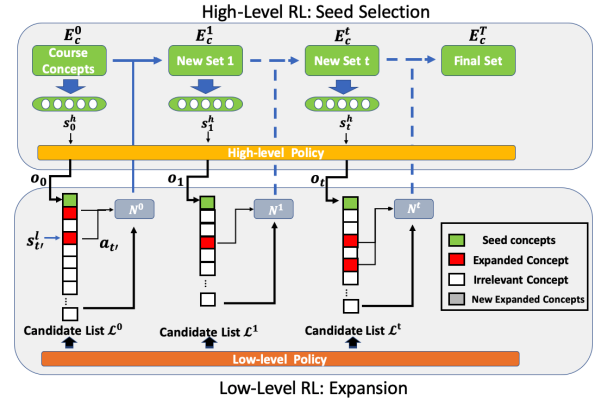 High-Level RL: Seed Selection
E_c^0
E_c^1
E_c^t
E_c^T
Course Concepts
New Set 1
New Set t
Final Set
s_0^h
s_1^h
s_t^h
High-level Policy
o_0
o_1
o_t
N^0
N^1
N^t
s_{t'}^l
a_{t'}
Seed concepts
Expanded Concept
Irrelevant Concept
New Expanded Concepts
Candidate List ℒ^0
Candidate List ℒ^1
Candidate List ℒ^t
Low-level Policy
Low-Level RL: Expansion